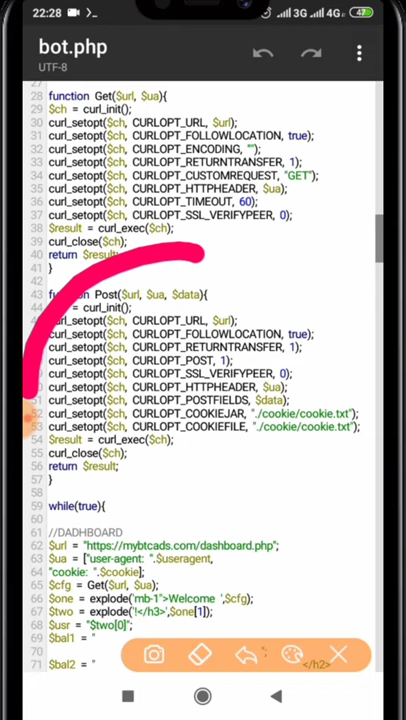 22:28
3G
4G
47
bot.php
UTF-8
27
28 function Get($url, $ua){
29 $ch = curl_init();
30 curl_setopt($ch, CURLOPT_URL, $url);
31 curl_setopt($ch, CURLOPT_FOLLOWLOCATION, true);
32 curl_setopt($ch, CURLOPT_ENCODING, "");
33 curl_setopt($ch, CURLOPT_RETURNTRANSFER, 1);
34 curl_setopt($ch, CURLOPT_CUSTOMREQUEST, "GET");
35 curl_setopt($ch, CURLOPT_HTTPHEADER, $ua);
36 curl_setopt($ch, CURLOPT_TIMEOUT, 60);
37 curl_setopt($ch, CURLOPT_SSL_VERIFYPEER, 0);
38 $result = curl_exec($ch);
39 curl_close($ch);
40 return $result;
41 }
42
43 Post($url, $ua, $data){
= curl_init();
curl_setopt($ch, CURLOPT_URL, $url);
curl_setopt($ch, CURLOPT_FOLLOWLOCATION, true);
curl_setopt($ch, CURLOPT_RETURNTRANSFER, 1);
curl_setopt($ch, CURLOPT_POST, 1);
curl_setopt($ch, CURLOPT_SSL_VERIFYPEER, 0);
curl_setopt($ch, CURLOPT_HTTPHEADER, $ua);
51 curl_setopt($ch, CURLOPT_POSTFIELDS, $data);
52 curl_setopt($ch, CURLOPT_COOKIEJAR, "./cookie/cookie.txt");
53 curl_setopt($ch, CURLOPT_COOKIEFILE, "./cookie/cookie.txt");
54 $result = curl_exec($ch);
55 curl_close($ch);
56 return $result;
57 }
58
59 while(true){
60
61 //DADHBOARD
62 $url = "https://mybtcads.com/dashboard.php";
63 $ua = ["user-agent: ".$useragent,
64 "cookie: ".$cookie];
65 $cfg = Get($url, $ua);
66 $one = explode('mb-1">Welcome ',$cfg);
67 $two = explode('!</h3>',$one[1]);
68 $usr = "$two[0]";
69 $bal1 = "
70
71 $bal2 = " </h2>